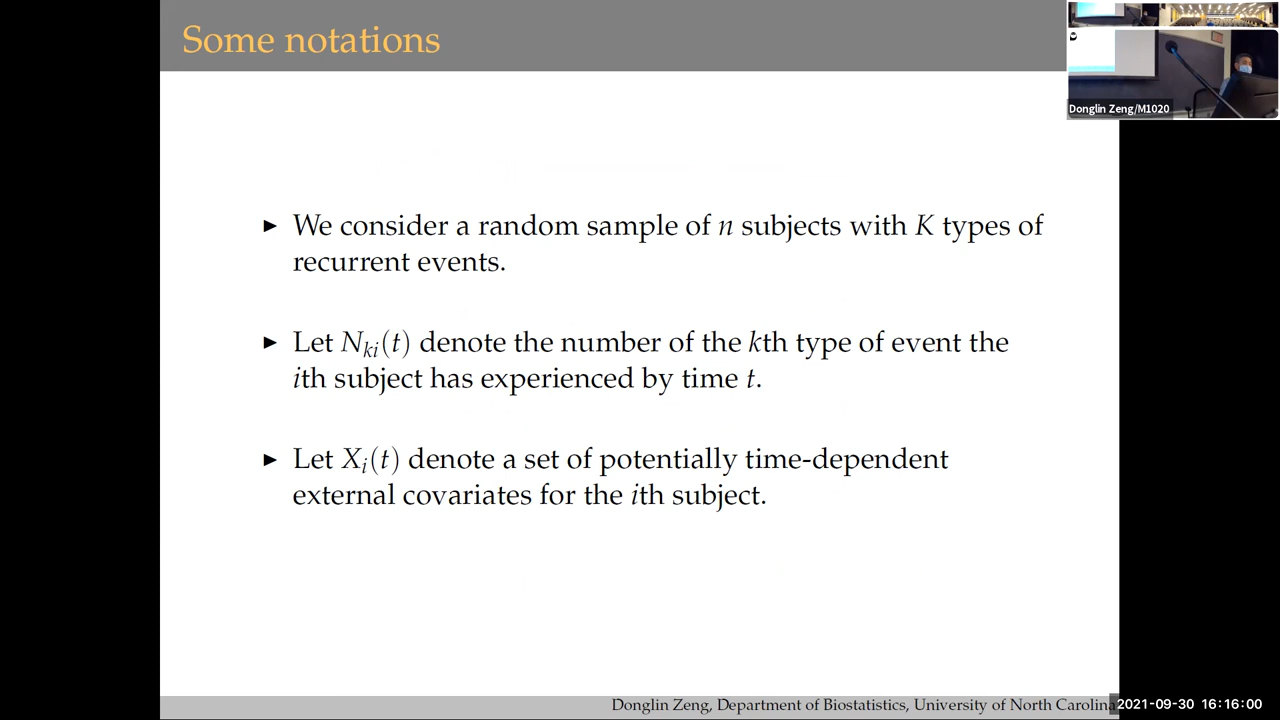 Some notations
Donglin Zeng/M1020
▶ We consider a random sample of n subjects with K types of
recurrent events.
▶ Let N_{ki}(t) denote the number of the kth type of event the
ith subject has experienced by time t.
▶ Let X_i(t) denote a set of potentially time-dependent
external covariates for the ith subject.
Donglin Zeng, Department of Biostatistics, University of North Carolina
2021-09-30 16:16:00